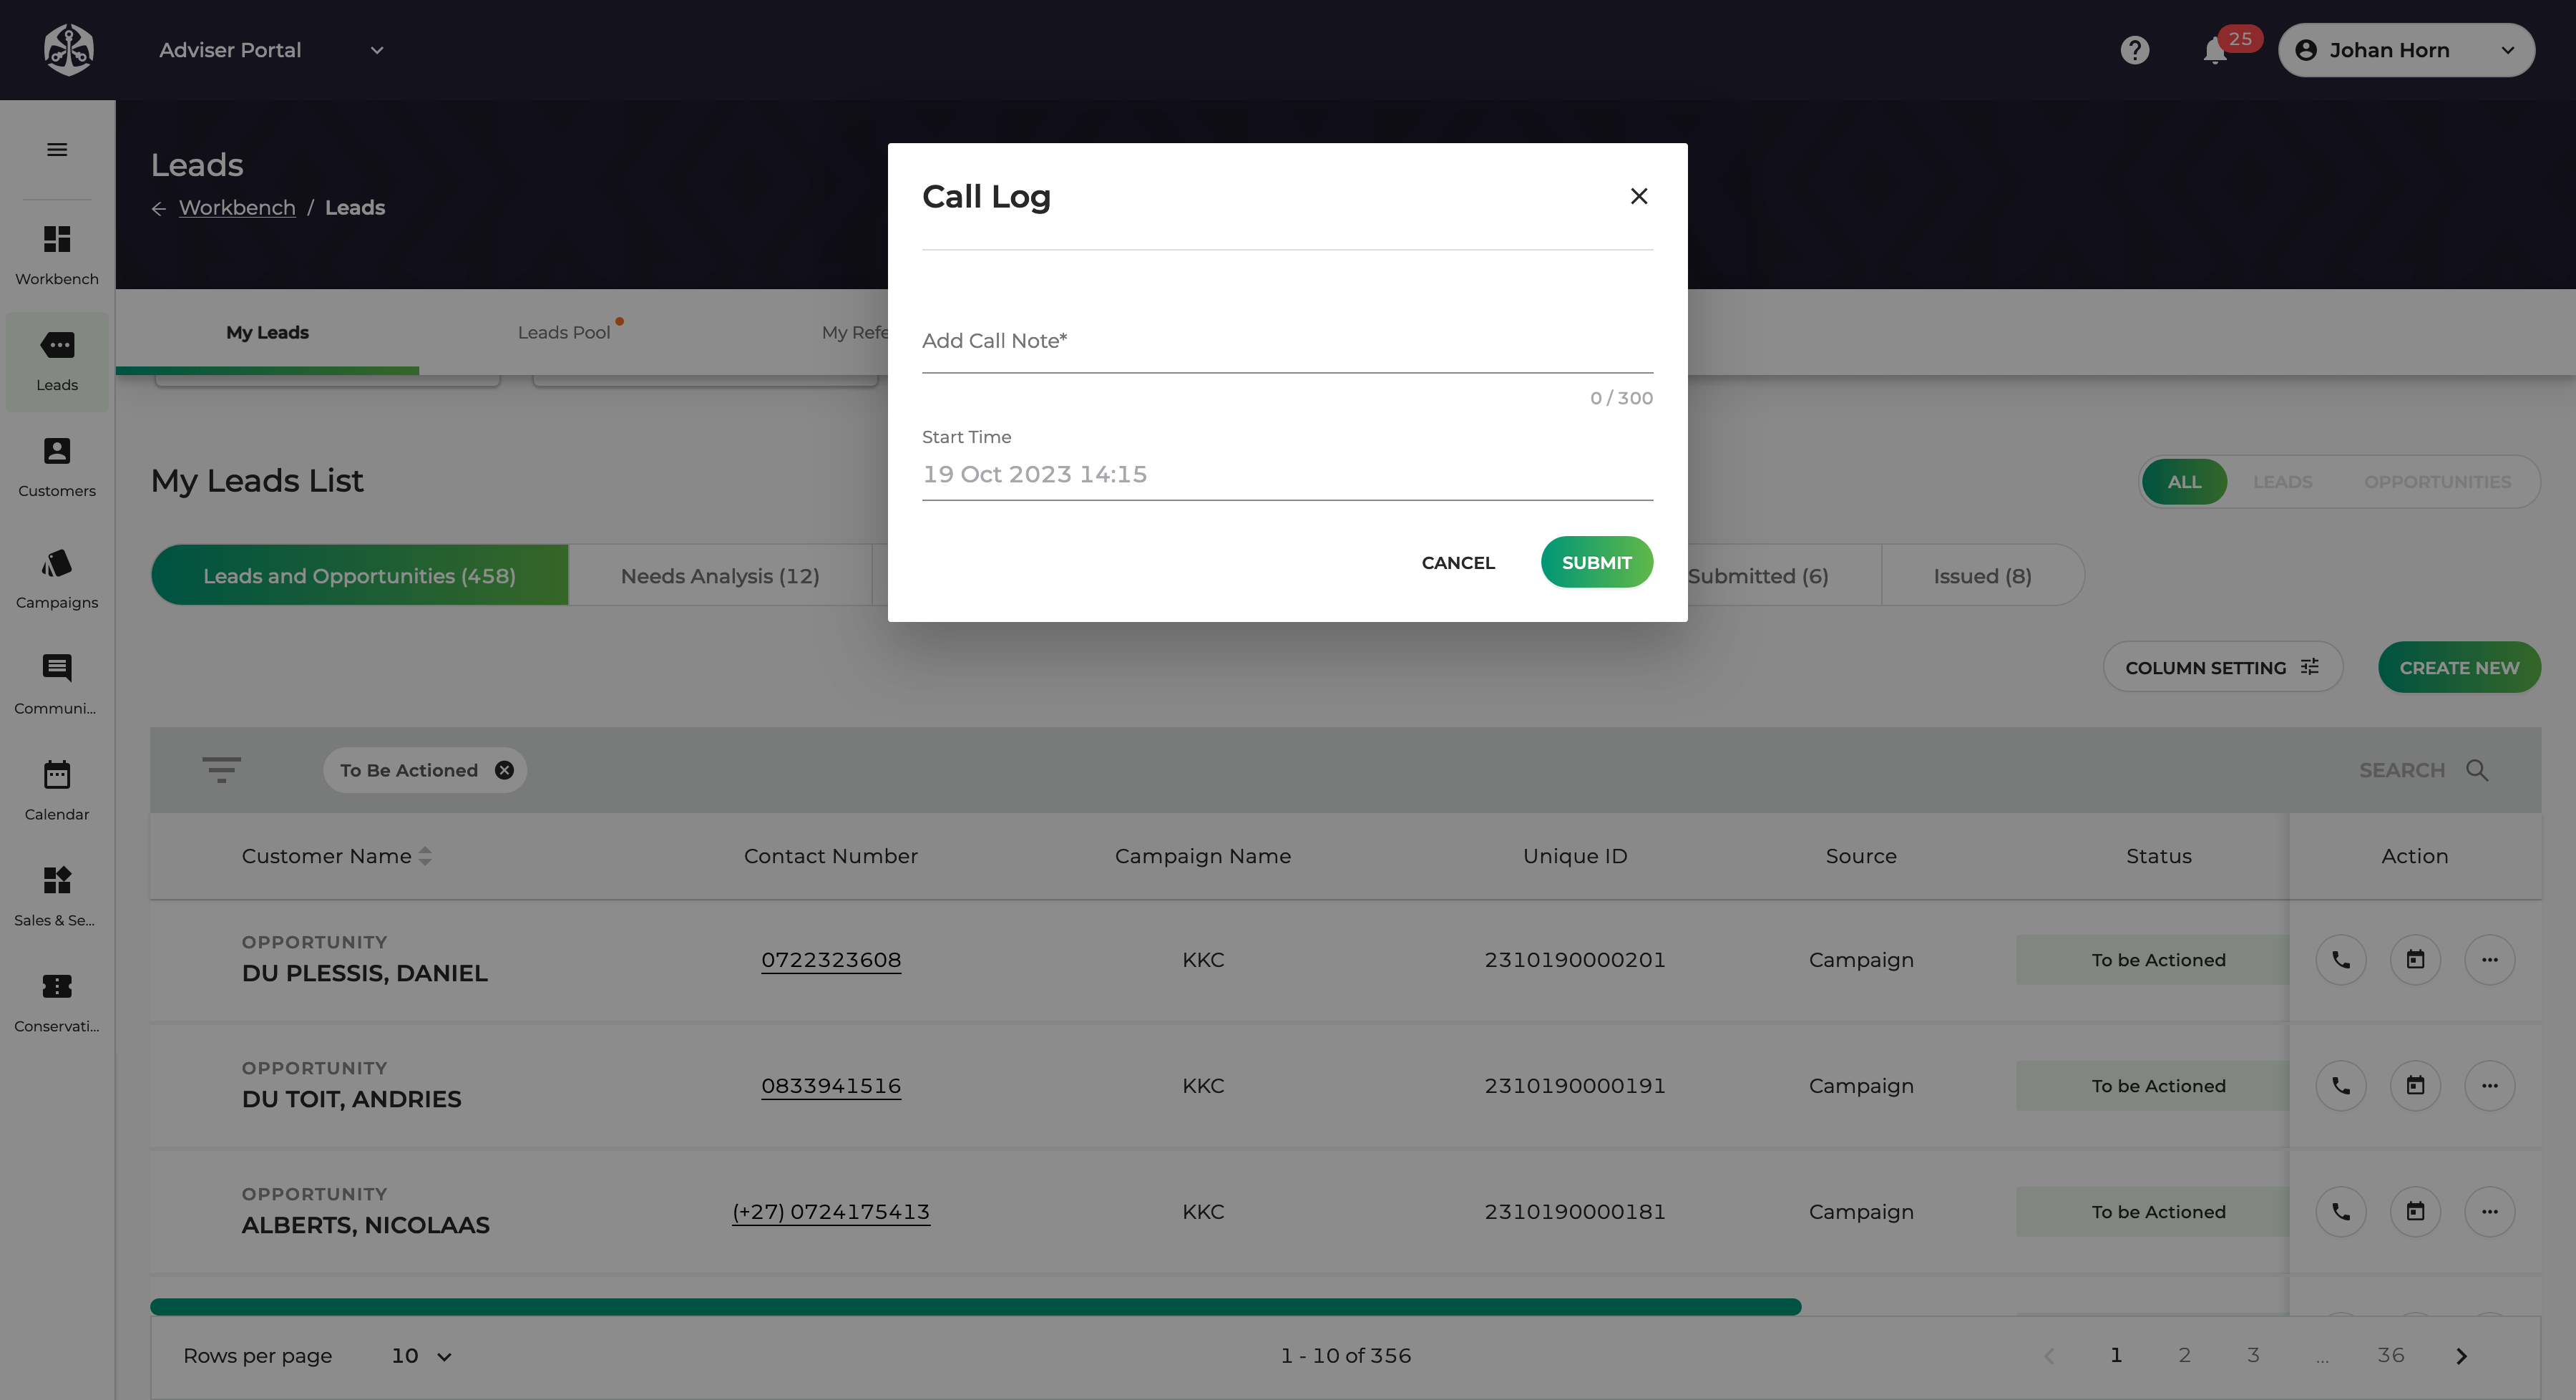 Adviser Portal
25
Johan Horn
Leads
Workbench / Leads
Workbench
Leads
Customers
Campaigns
Communi...
Calendar
Sales & Se...
Conservati...
My Leads
Leads Pool
My Refe
Call Log
Add Call Note*
0 / 300
Start Time
19 Oct 2023 14:15
CANCEL
SUBMIT
My Leads List
ALL
LEADS
OPPORTUNITIES
Leads and Opportunities (458)
Needs Analysis (12)
Submitted (6)
Issued (8)
COLUMN SETTING
CREATE NEW
To Be Actioned
SEARCH
Customer Name Contact Number Campaign Name Unique ID Source Status Action
OPPORTUNITY
DU PLESSIS, DANIEL 0722323608 KKC 2310190000201 Campaign To be Actioned
OPPORTUNITY
DU TOIT, ANDRIES 0833941516 KKC 2310190000191 Campaign To be Actioned
OPPORTUNITY
ALBERTS, NICOLAAS (+27) 0724175413 KKC 2310190000181 Campaign To be Actioned
Rows per page 10 1 - 10 of 356 1 2 3 ... 36